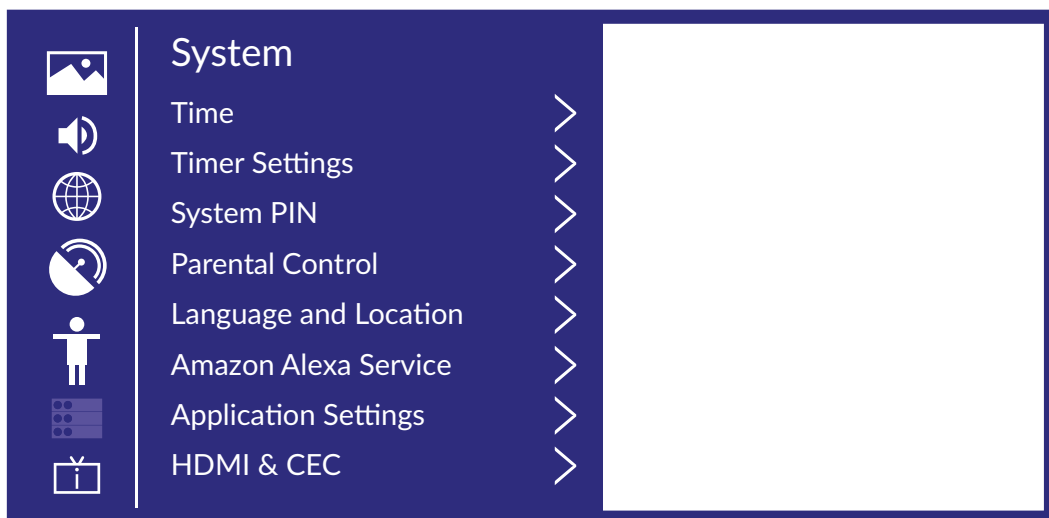 System
Time
Timer Settings
System PIN
Parental Control
Language and Location
Amazon Alexa Service
Application Settings
HDMI & CEC
i